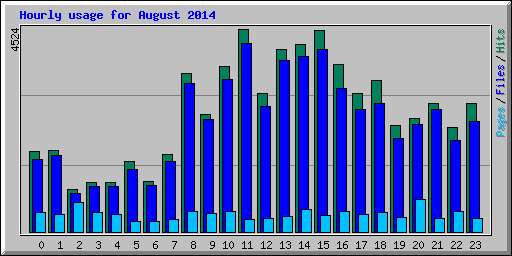 Hourly usage for August 2014
4524
Pages / Files / Hits
0 1 2 3 4 5 6 7 8 9 10 11 12 13 14 15 16 17 18 19 20 21 22 23